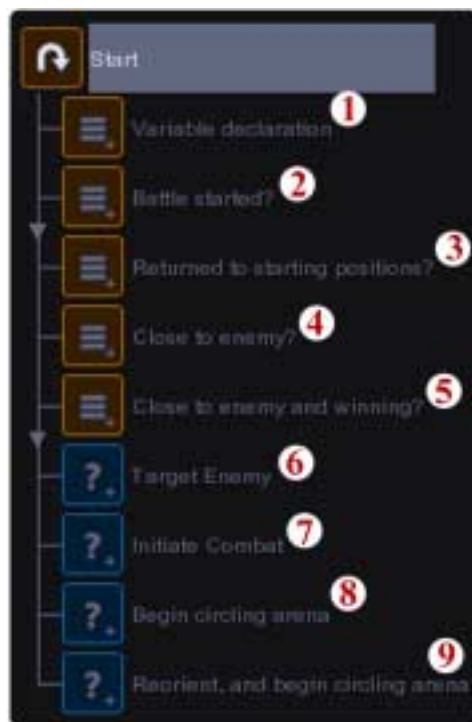 Start
Variable declaration 1
Battle started? 2
Returned to starting positions? 3
Close to enemy? 4
Close to enemy and winning? 5
? Target Enemy 6
? Initiate Combat 7
? Begin circling arena 8
? Reorient, and begin circling arena 9